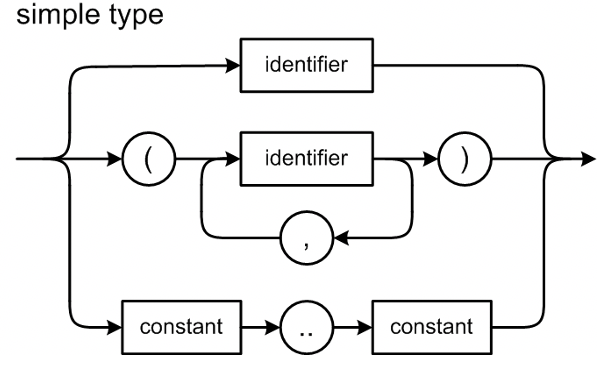 simple type
identifier
( identifier )
,
constant .. constant